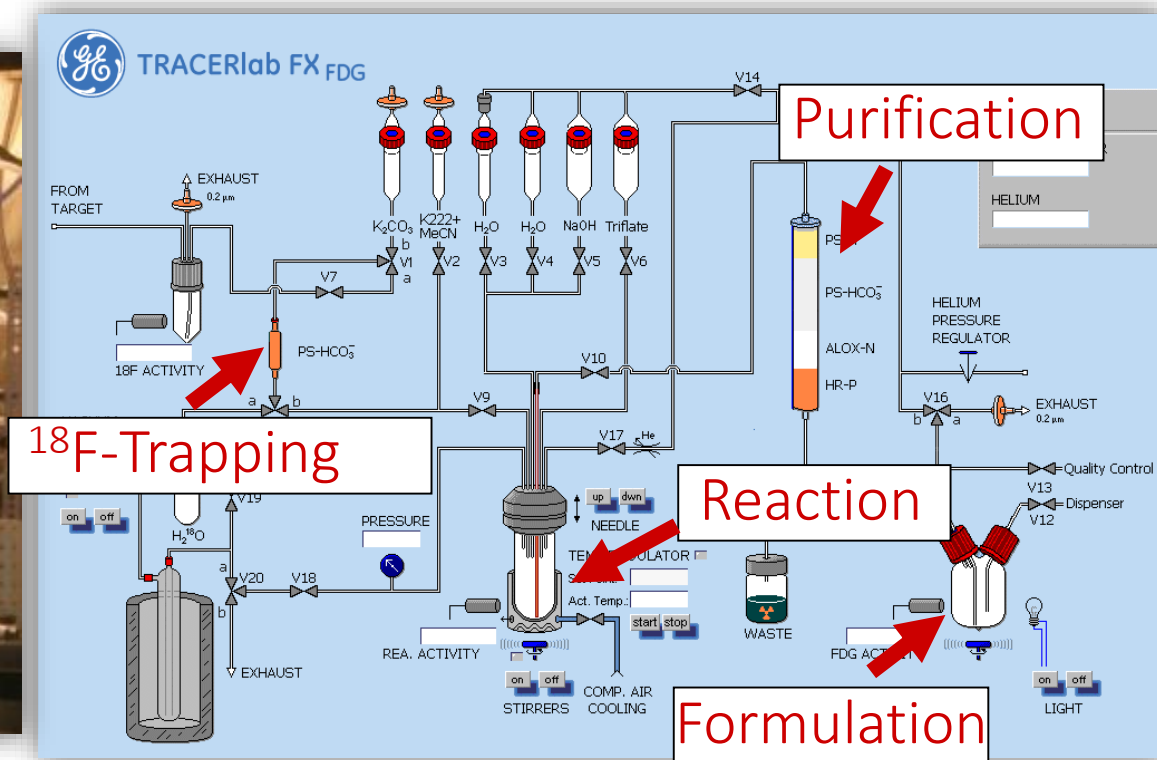 TRACERlab FX FDG
V14
Purification
FROM
TARGET
EXHAUST
0.2 µm
K₂CO₃
K222+
MeCN
H₂O
H₂O
NaOH
Triflate
HELIUM
b
V1
a
V2
V3
V4
V5
V6
V7
PS-HCO₃⁻
HELIUM
PRESSURE
REGULATOR
18F ACTIVITY
PS-HCO₃⁻
V10
ALOX-N
HR-P
a
b
V9
V16
b
a
EXHAUST
0.2 µm
¹⁸F-Trapping
V17
He
Quality Control
V13
Dispenser
V12
on
off
V19
H₂¹⁸O
Reaction
up
dwn
NEEDLE
PRESSURE
a
V20
V18
b
Act. Temp.:
start
stop
WASTE
REA. ACTIVITY
FDG
EXHAUST
on
off
STIRRERS
COMP. AIR
COOLING
on
off
LIGHT
Formulation